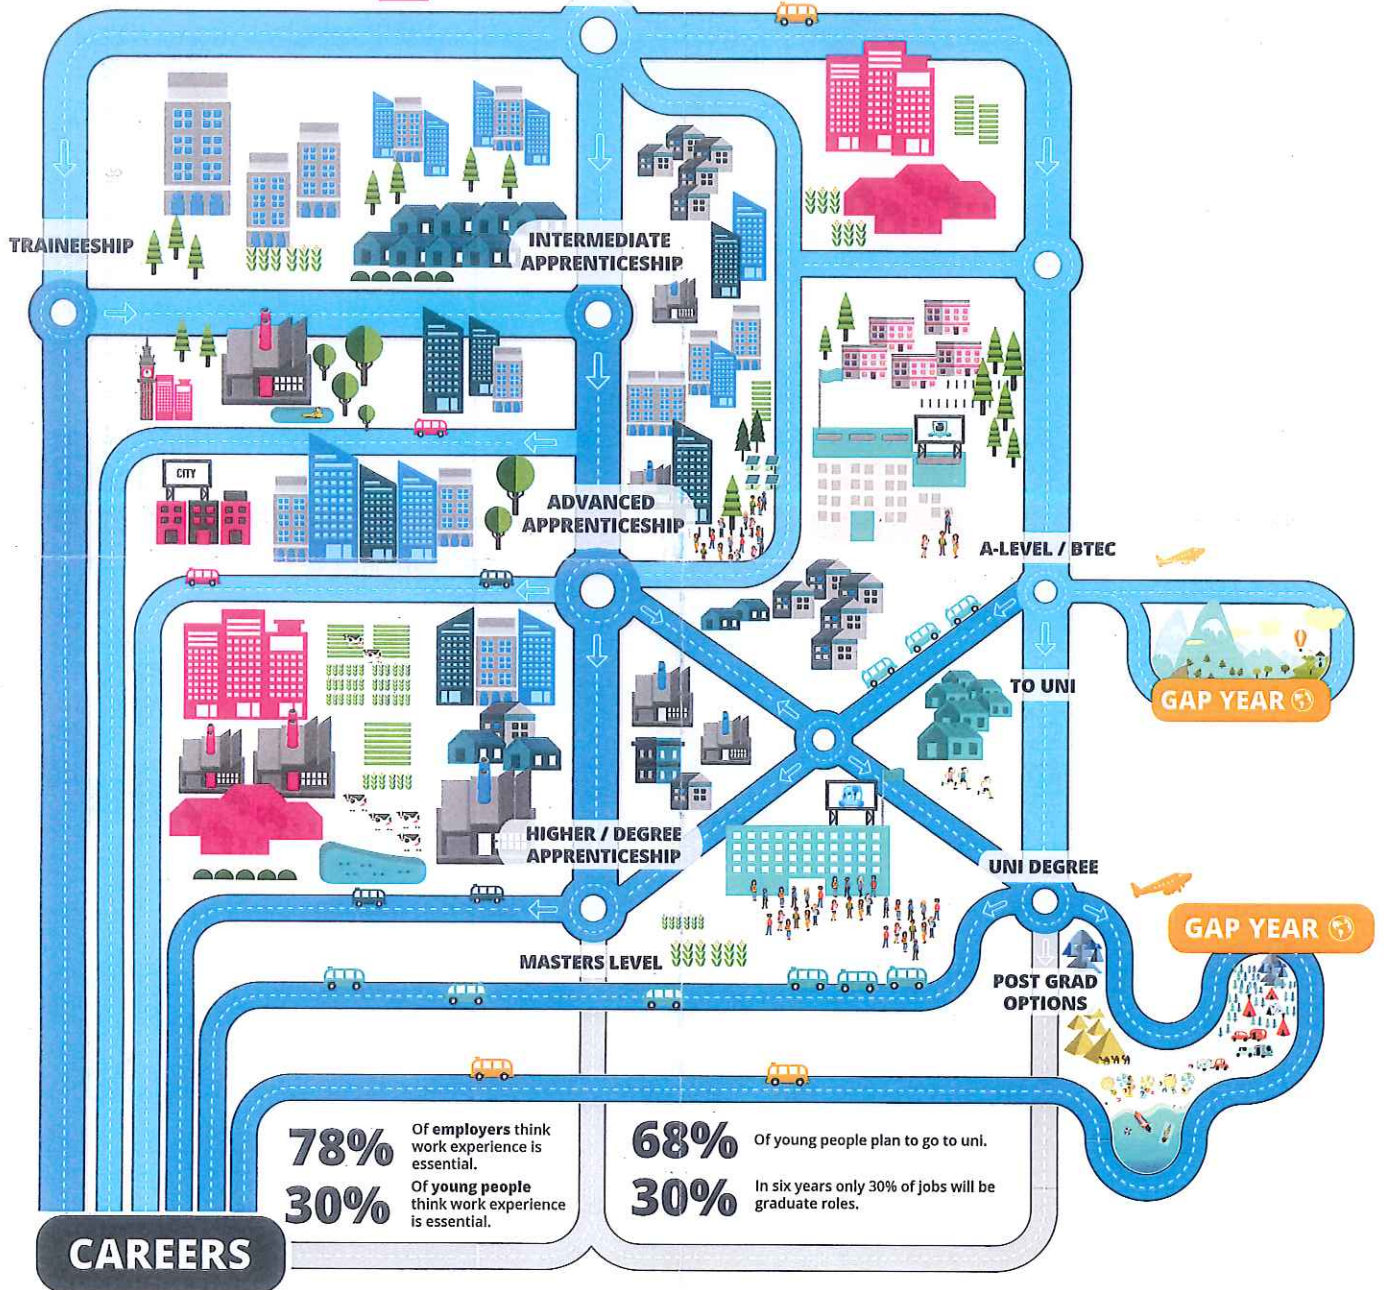 TRAINEESHIP
INTERMEDIATE
APPRENTICESHIP
CITY
ADVANCED
APPRENTICESHIP
A-LEVEL / BTEC
TO UNI
GAP YEAR
HIGHER / DEGREE
APPRENTICESHIP
UNI DEGREE
GAP YEAR
MASTERS LEVEL
POST GRAD
OPTIONS
78%
Of employers think
work experience is
essential.
30%
Of young people
think work experience
is essential.
68%
Of young people plan to go to uni.
30%
In six years only 30% of jobs will be
graduate roles.
CAREERS